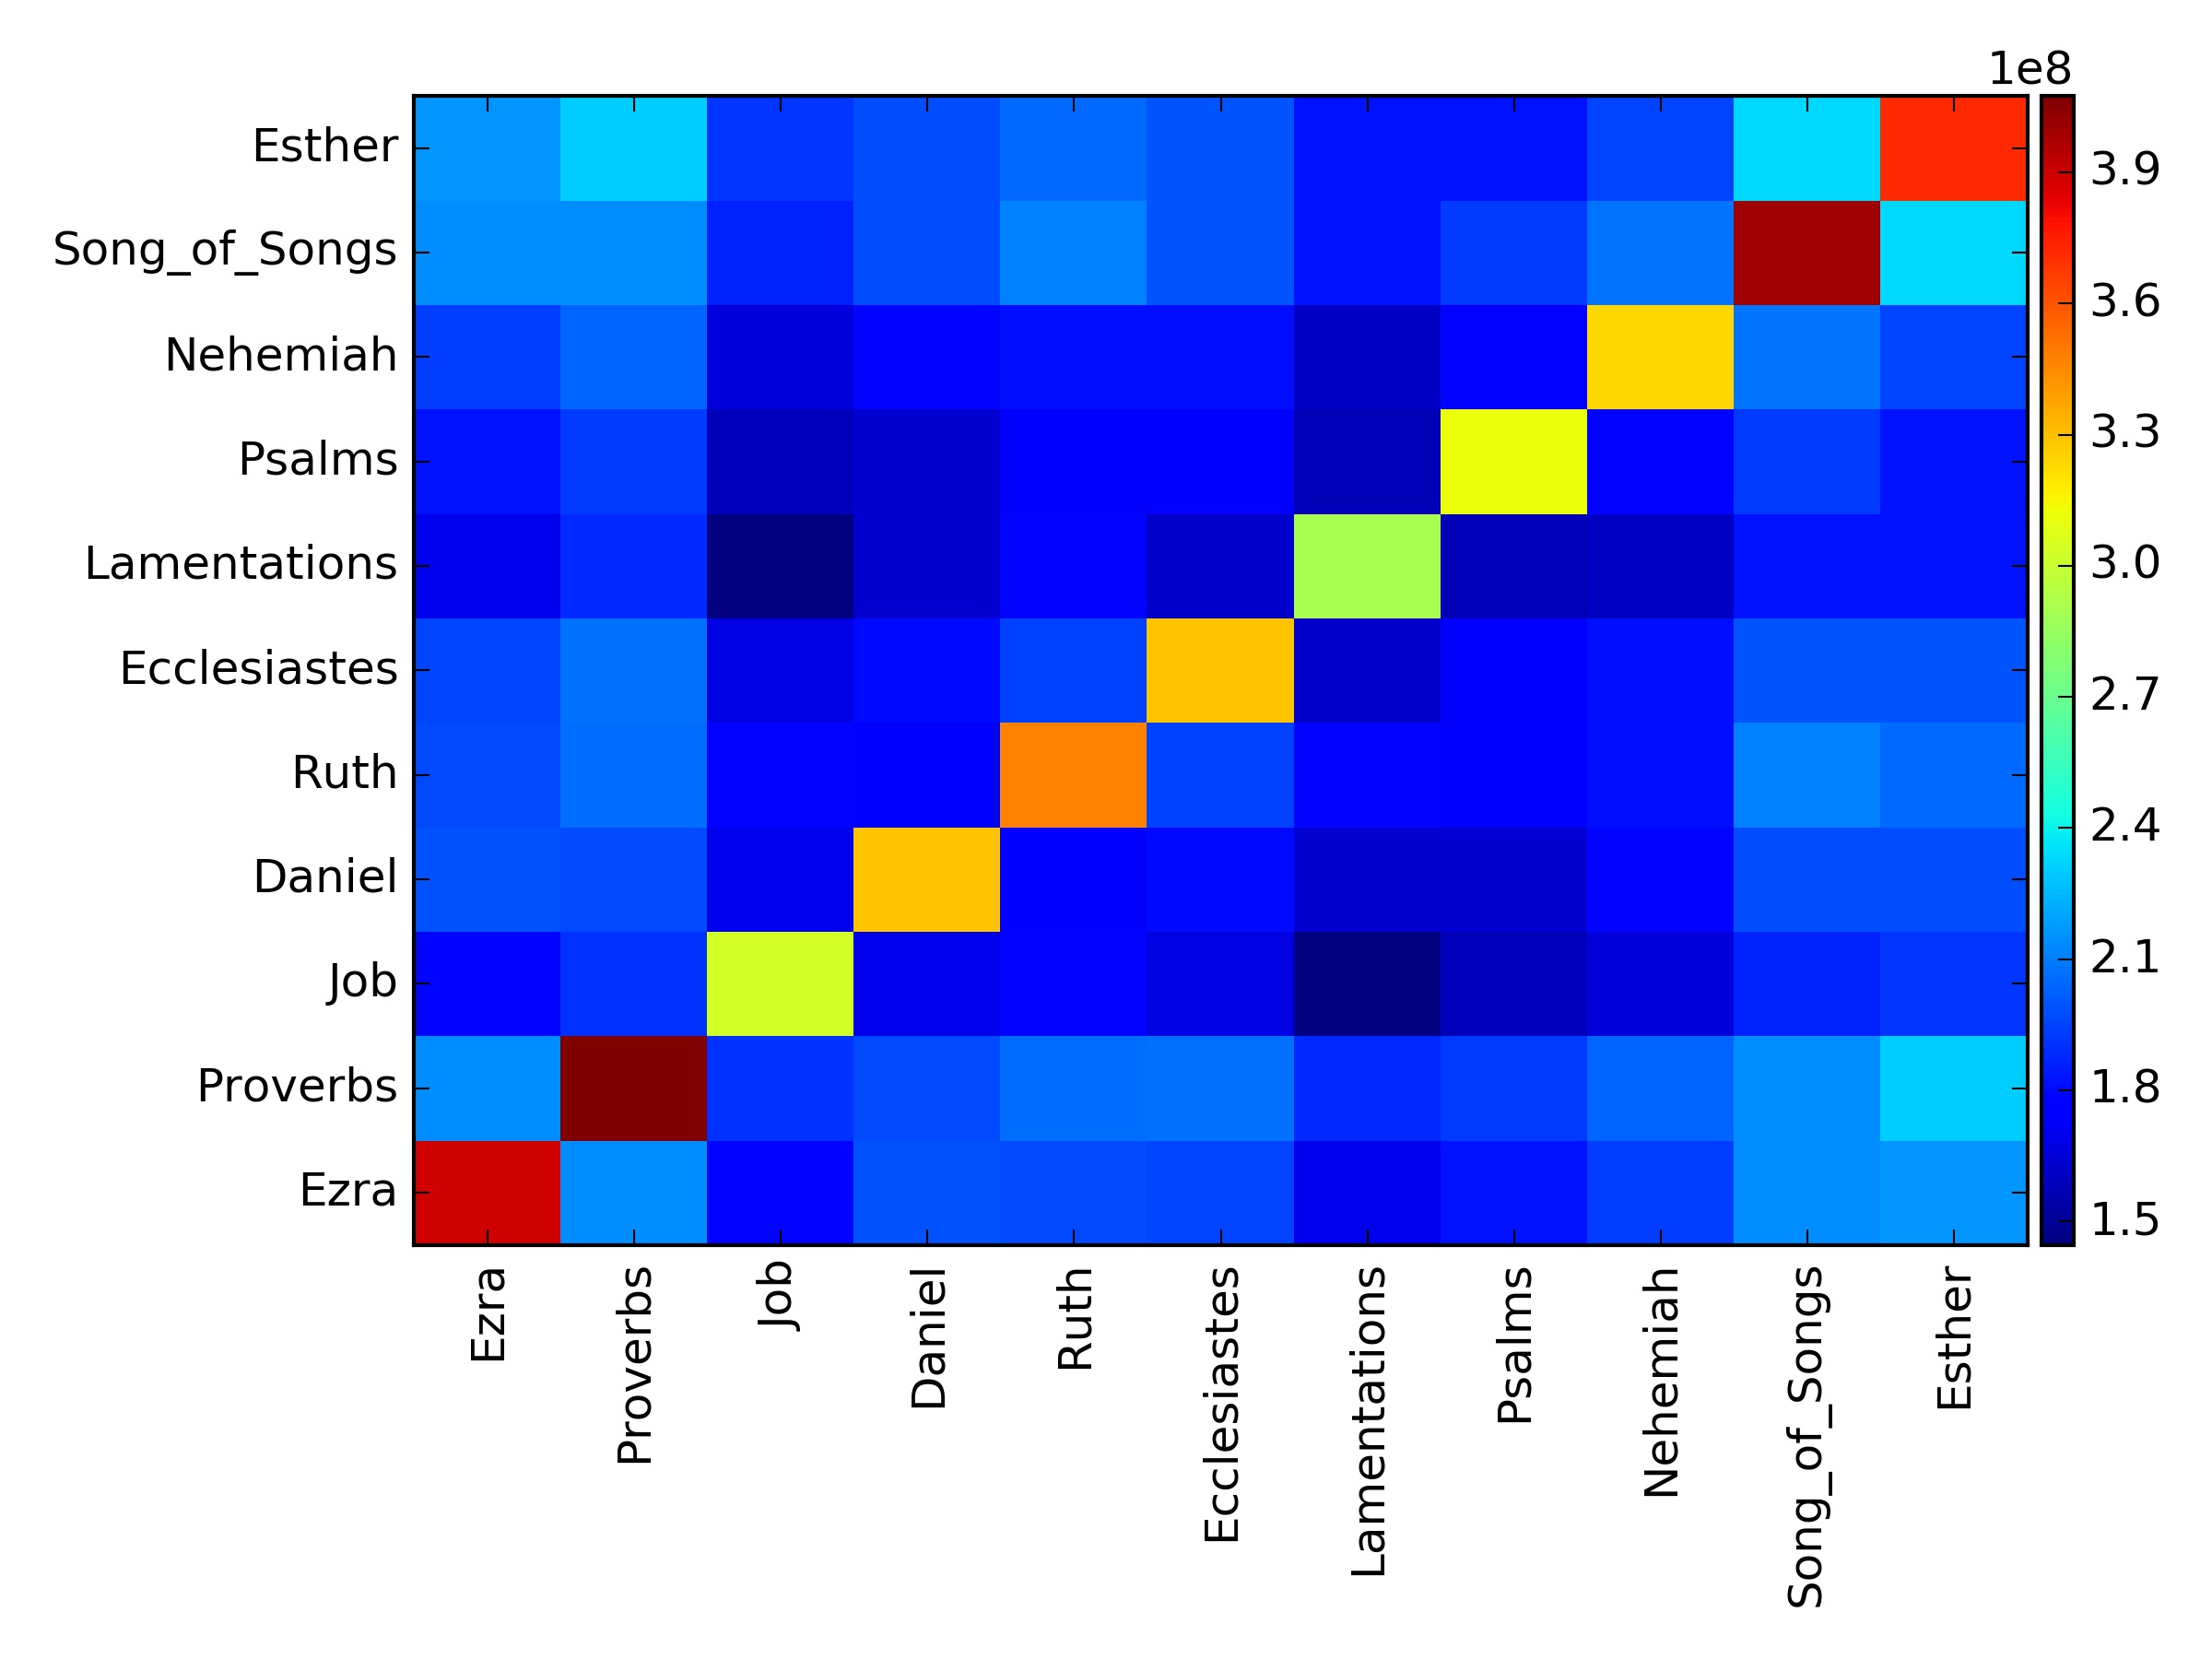 1e8
Esther
Song_of_Songs
Nehemiah
Psalms
Lamentations
Ecclesiastes
Ruth
Daniel
Job
Proverbs
Ezra
3.9
3.6
3.3
3.0
2.7
2.4
2.1
1.8
1.5
Ezra
Proverbs
Job
Daniel
Ruth
Ecclesiastes
Lamentations
Psalms
Nehemiah
Song_of_Songs
Esther